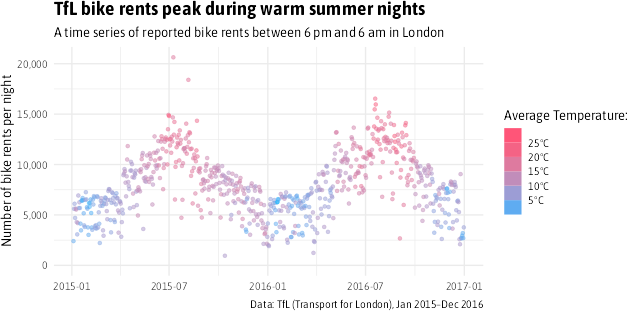 TfL bike rents peak during warm summer nights
A time series of reported bike rents between 6 pm and 6 am in London
Number of bike rents per night
20,000
15,000
10,000
5,000
0
2015-01
2015-07
2016-01
2016-07
2017-01
Average Temperature:
25°C
20°C
15°C
10°C
5°C
Data: TfL (Transport for London), Jan 2015–Dec 2016